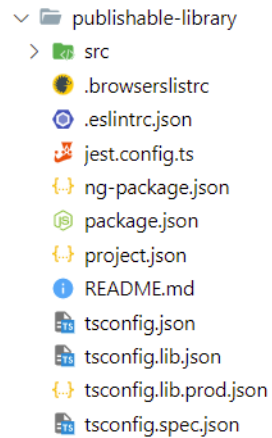 publishable-library
src
.browserslistrc
.eslintrc.json
jest.config.ts
ng-package.json
package.json
project.json
README.md
tsconfig.json
tsconfig.lib.json
tsconfig.lib.prod.json
tsconfig.spec.json